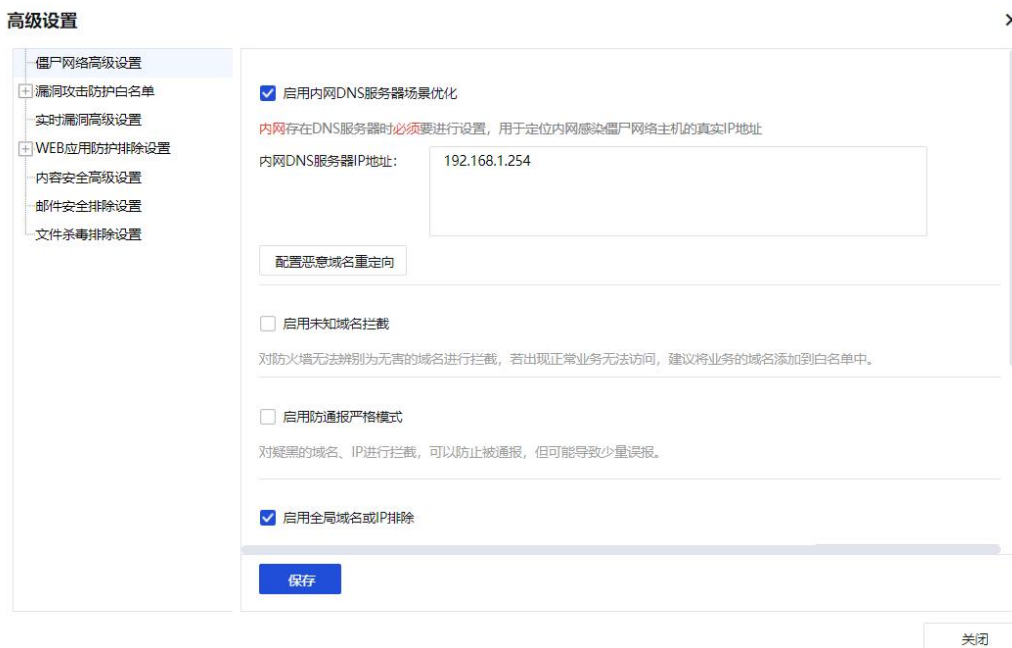 高级设置
僵尸网络高级设置
漏洞攻击防护白名单
实时漏洞高级设置
WEB应用防护排除设置
内容安全高级设置
邮件安全排除设置
文件杀毒排除设置
启用内网DNS服务器场景优化
内网存在DNS服务器时必须要进行设置，用于定位内网感染僵尸网络主机的真实IP地址
内网DNS服务器IP地址：
192.168.1.254
配置恶意域名重定向
启用未知域名拦截
对防火墙无法辨别为无害的域名进行拦截，若出现正常业务无法访问，建议将业务的域名添加到白名单中。
启用防通报严格模式
对疑黑的域名、IP进行拦截，可以防止被通报，但可能导致少量误报。
启用全局域名或IP排除
保存
关闭